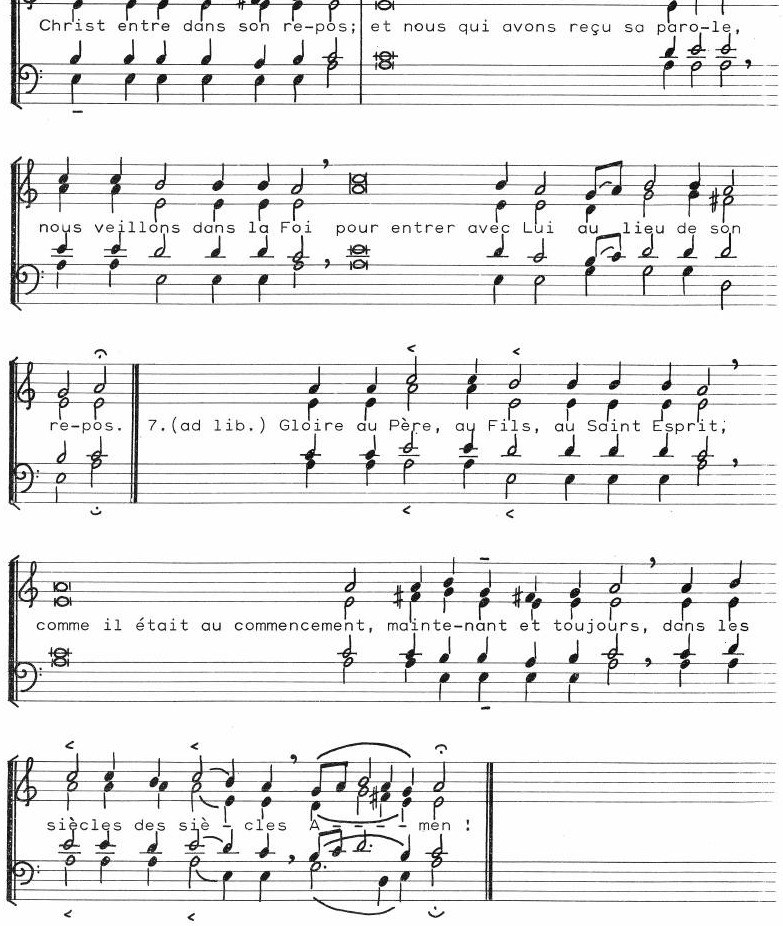 Christ entre dans son re-pos; et nous qui avons reçu sa paro-le,
nous veillons dans la Foi pour entrer avec Lui au lieu de son
re-pos. 7.(ad lib.) Gloire au Père, au Fils, au Saint Esprit;
comme il était au commencement, mainte-nant et toujours, dans les
siècles des siè - cles A - - - - men !